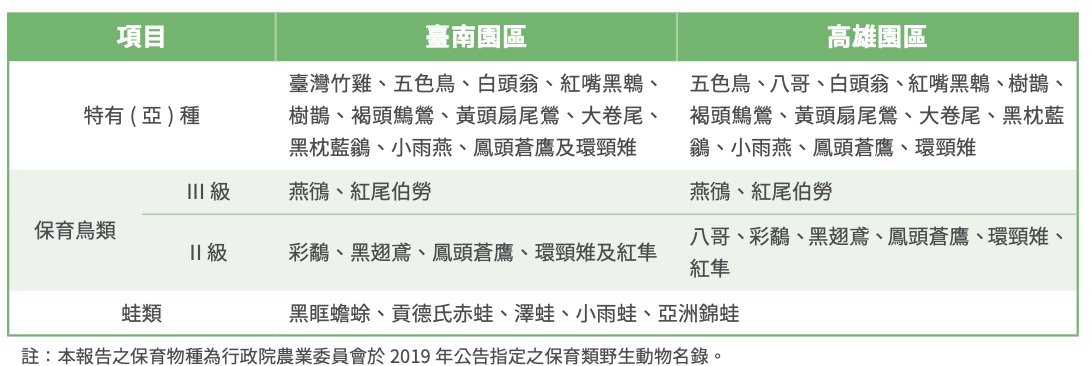 項目 臺南園區 高雄園區
特有 ( 亞 ) 種
臺灣竹雞、五色鳥、白頭翁、紅嘴黑鵯、
樹鵲、褐頭鷦鶯、黃頭扇尾鶯、大卷尾、
黑枕藍鶲、小雨燕、鳳頭蒼鷹及環頸雉
五色鳥、八哥、白頭翁、紅嘴黑鵯、樹鵲、
褐頭鷦鶯、黃頭扇尾鶯、大卷尾、黑枕藍
鶲、小雨燕、鳳頭蒼鷹、環頸雉
保育鳥類
III 級 燕鴴、紅尾伯勞 燕鴴、紅尾伯勞
II 級 彩鷸、黑翅鳶、鳳頭蒼鷹、環頸雉及紅隼
八哥、彩鷸、黑翅鳶、鳳頭蒼鷹、環頸雉、
紅隼
蛙類 黑眶蟾蜍、貢德氏赤蛙、澤蛙、小雨蛙、亞洲錦蛙
註：本報告之保育物種為行政院農業委員會於 2019 年公告指定之保育類野生動物名錄。